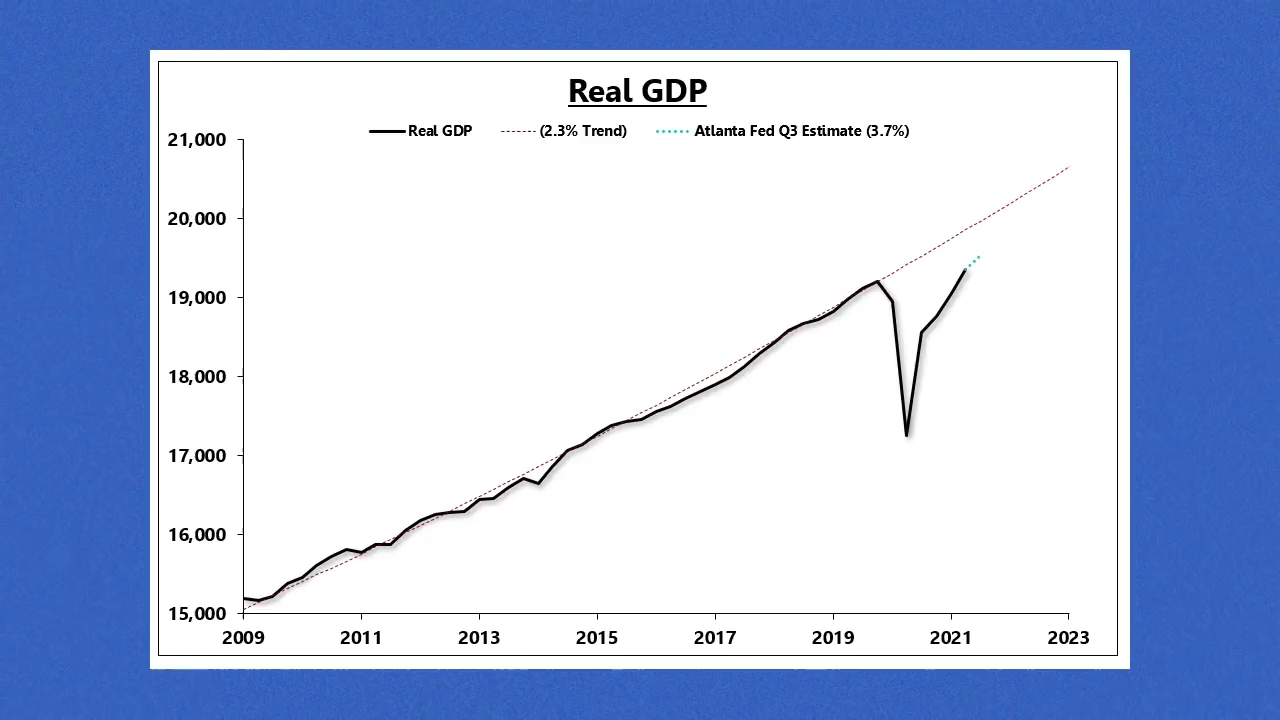 Real GDP
Real GDP (2.3% Trend) Atlanta Fed Q3 Estimate (3.7%)
21,000
20,000
19,000
18,000
17,000
16,000
15,000
2009 2011 2013 2015 2017 2019 2021 2023